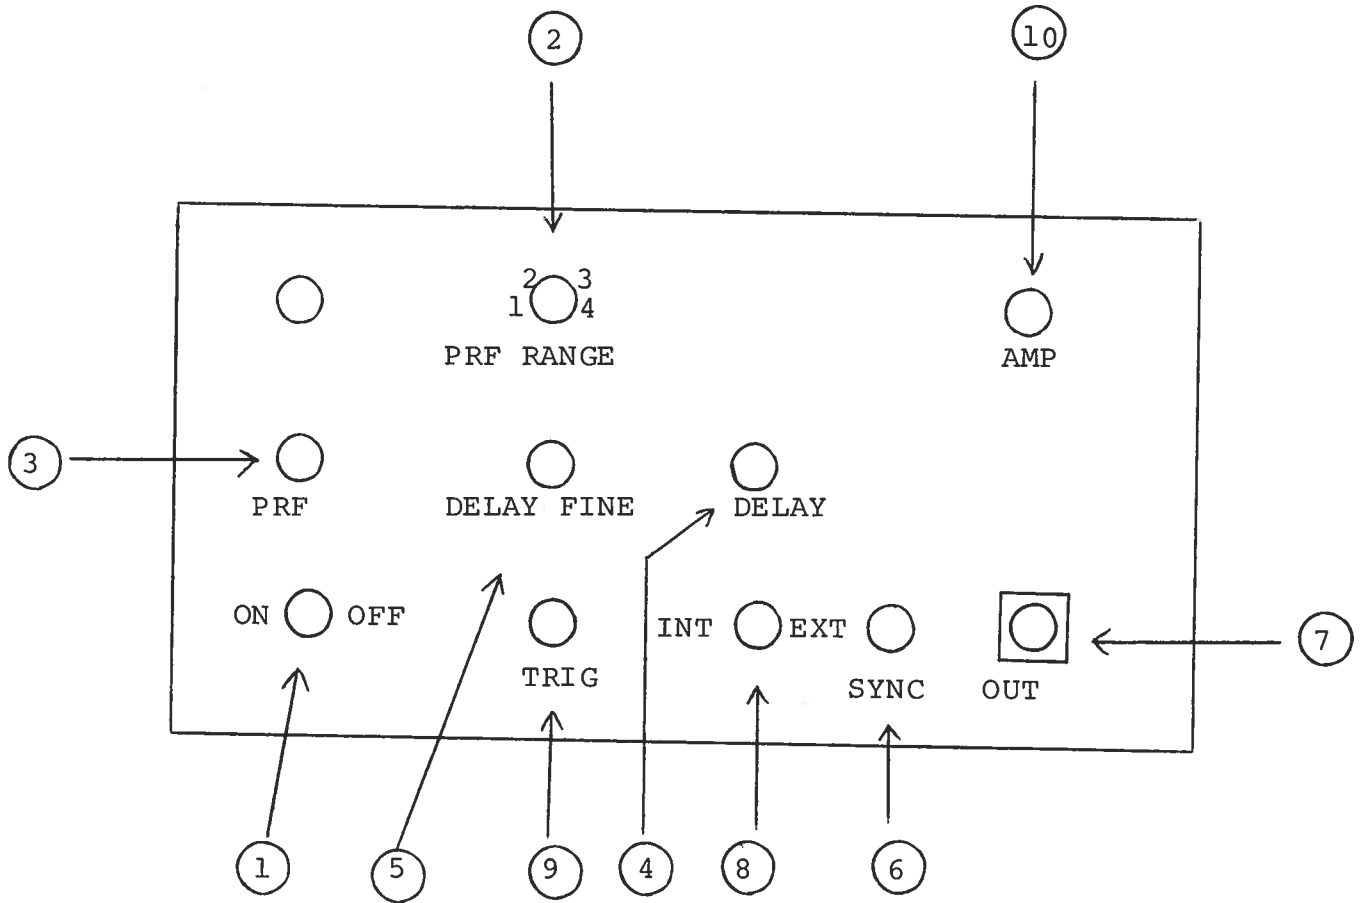 2
10
2 3
1 4
PRF RANGE
AMP
3
PRF
DELAY FINE
DELAY
ON OFF
TRIG
INT EXT
SYNC
OUT
7
1
5
9
4
8
6